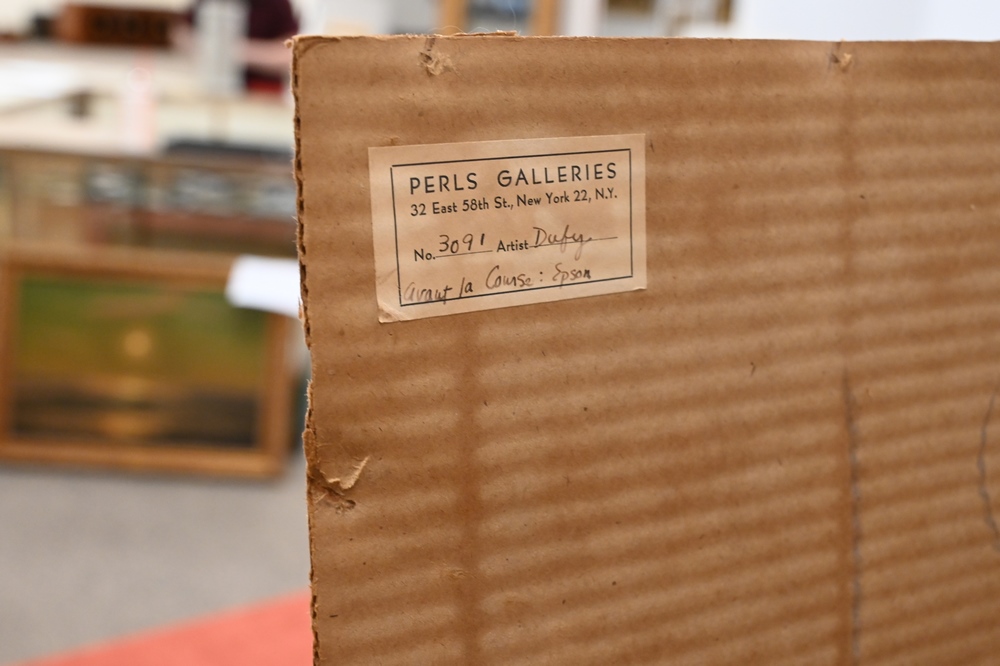 PERLS GALLERIES
32 East 58th St., New York 22, N.Y.
No. 3091 Artist Dufy
avant la Course: Epsom